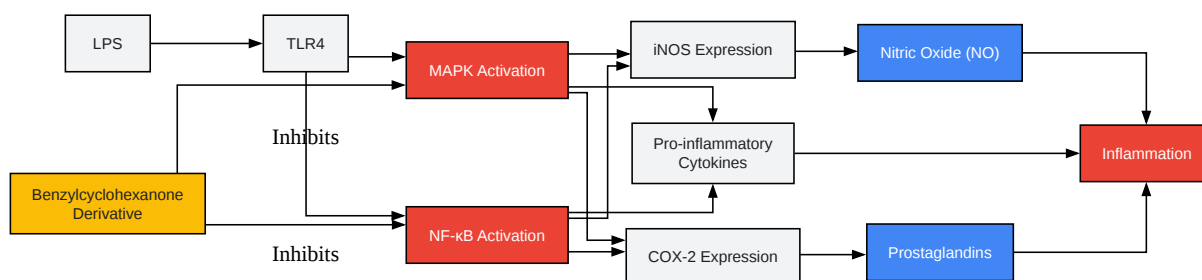 LPS
TLR4
MAPK Activation
iNOS Expression
Nitric Oxide (NO)
Inhibits
Pro-inflammatory
Cytokines
Inflammation
Benzylcyclohexanone
Derivative
NF-κB Activation
Inhibits
COX-2 Expression
Prostaglandins